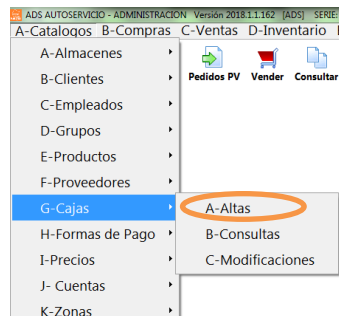 ADS AUTOSERVICIO - ADMINISTRACION Versión 2018.1.1.162 [ADS] SERIE:
A-Catalogos B-Compras C-Ventas D-Inventario
Pedidos PV Vender Consultar
A-Almacenes
B-Clientes
C-Empleados
D-Grupos
E-Productos
F-Proveedores
G-Cajas
A-Altas
H-Formas de Pago
B-Consultas
I-Precios
C-Modificaciones
J- Cuentas
K-Zonas